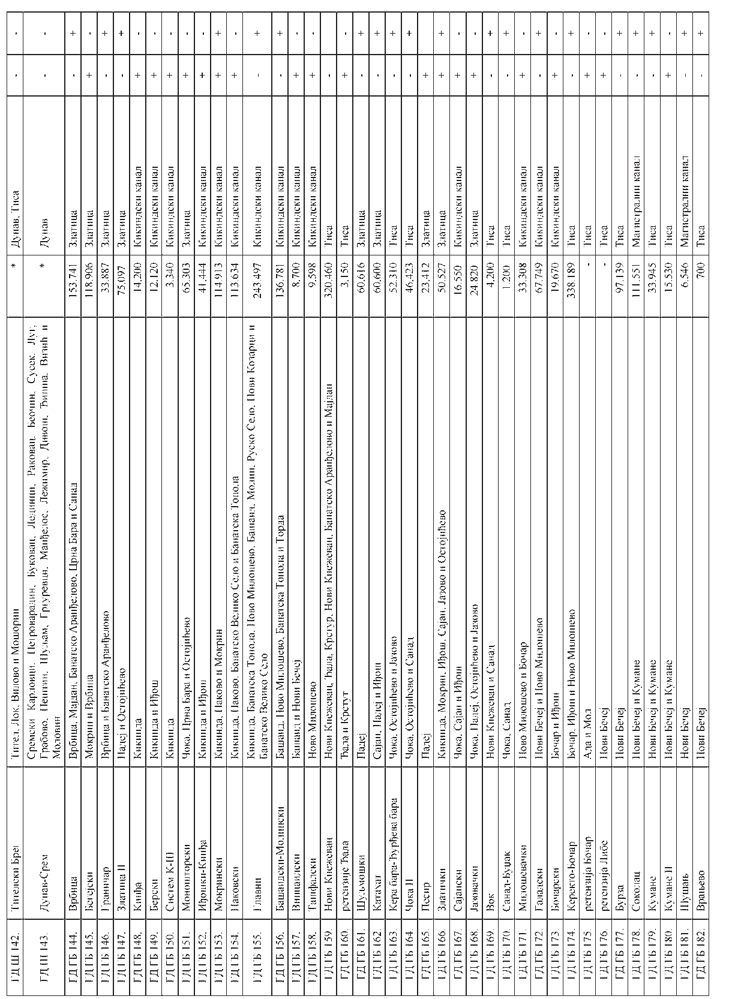 ГД Ш 142. Тителски Брег Тител, Лок, Вилово и Мошорин * Дунав, Тиса - -
ГД Ш 143. Дунав-Срем Сремски Карловци, Петроварадин, Буковац, Лединци, Раковац, Беочин, Сусек, Луг,
Грабово, Нештин, Шуљам, Гргуревци, Манђелос, Лежимир, Дивош, Бингула, Визић и
Моловин * Дунав - -
ГД ГБ 144. Врбица Врбица, Мајдан, Банатско Аранђелово, Црна Бара и Санад 153.741 Златица - +
ГД ГБ 145. Бегејски Мокрин и Врбица 118.906 Златица + -
ГД ГБ 146. Граничар Врбица и Банатско Аранђелово 33.887 Златица - +
ГД ГБ 147. Златица II Падеј и Остојићево 75.097 Златица - +
ГД ГБ 148. Кинђа Кикинда 14.200 Кикиндски канал + -
ГД ГБ 149. Берски Кикинда и Иђош 12.120 Кикиндски канал + -
ГД ГБ 150. Систем К-III Кикинда 3.340 Кикиндски канал + -
ГД ГБ 151. Мониторски Чока, Црна Бара и Остојићево 65.303 Златица + -
ГД ГБ 152. Иђошки-Кинђа Кикинда и Иђош 41.444 Кикиндски канал + -
ГД ГБ 153. Мокрински Кикинда, Наково и Мокрин 114.913 Кикиндски канал + +
ГД ГБ 154. Наковски Кикинда, Наково, Банатско Велико Село и Банатска Топола 113.634 Кикиндски канал + -
ГД ГБ 155. Главни Кикинда, Банатска Топола, Ново Милошево, Башаид, Молин, Руско Село, Нови Козарци и
Банатско Велико Село 243.497 Кикиндски канал - +
ГД ГБ 156. Башаидски-Молински Башаид, Ново Милошево, Банатска Топола и Торда 136.781 Кикиндски канал - +
ГД ГБ 157. Винцаидски Башаид и Нови Бечеј 8.700 Кикиндски канал + -
ГД ГБ 158. Танфалски Ново Милошево 9.598 Кикиндски канал + -
ГД ГБ 159. Нови Кнежевац Нови Кнежевац, Ђала, Крстур, Нови Кнежевац, Банатско Аранђелово и Мајдан 320.460 Тиса -
ГД ГБ 160. ретензије Ђала Ђала и Крстут 3.150 Тиса + -
ГД ГБ 161. Шуљмошки Падеј 60.616 Златица - +
ГД ГБ 162. Катахат Сајан, Падеј и Иђош 60.600 Златица - +
ГД ГБ 163. Кера бара-Ђурђева бара Чока, Остојићево и Јазово 52.310 Тиса - +
ГД ГБ 164. Чока II Чока, Остојићево и Санад 46.423 Тиса - +
ГД ГБ 165. Песир Падеј 23.412 Златица +
ГД ГБ 166. Златички Кикинда, Мокрин, Иђош, Сајан, Јазово и Остојићево 50.527 Златица + +
ГД ГБ 167. Сајански Чока, Сајан и Иђош 16.550 Кикиндски канал + -
ГД ГБ 168. Јазовачки Чока, Падеј, Остојићево и Јазово 24.820 Златица + -
ГД ГБ 169. Вок Нови Кнежевац и Санад 4.200 Тиса - +
ГД ГБ 170. Санад-Буџак Чока, Санад 1.200 Тиса - +
ГД ГБ 171. Милошевачки Ново Милошево и Бочар 33.308 Кикиндски канал + -
ГД ГБ 172. Галадски Нови Бечеј и Ново Милошево 67.749 Кикиндски канал - +
ГД ГБ 173. Бочарски Бочар и Иђош 19.670 Кикиндски канал + -
ГД ГБ 174. Керекто-Бочар Бочар, Иђош и Ново Милошево 338.189 Тиса - +
ГД ГБ 175. ретензија Бочар Ада и Мол - Тиса + -
ГД ГБ 176. ретензија Либе Нови Бечеј - Тиса + -
ГД ГБ 177. Бурза Нови Бечеј 97.139 Тиса - +
ГД ГБ 178. Соколац Нови Бечеј и Кумане 111.551 Магистрални канал - +
ГД ГБ 179. Кумане Нови Бечеј и Кумане 33.945 Тиса - +
ГД ГБ 180. Кумане II Нови Бечеј и Кумане 15.530 Тиса + -
ГД ГБ 181. Шушањ Нови Бечеј 6.546 Магистрални канал - +
ГД ГБ 182. Врањево Нови Бечеј 700 Тиса - +